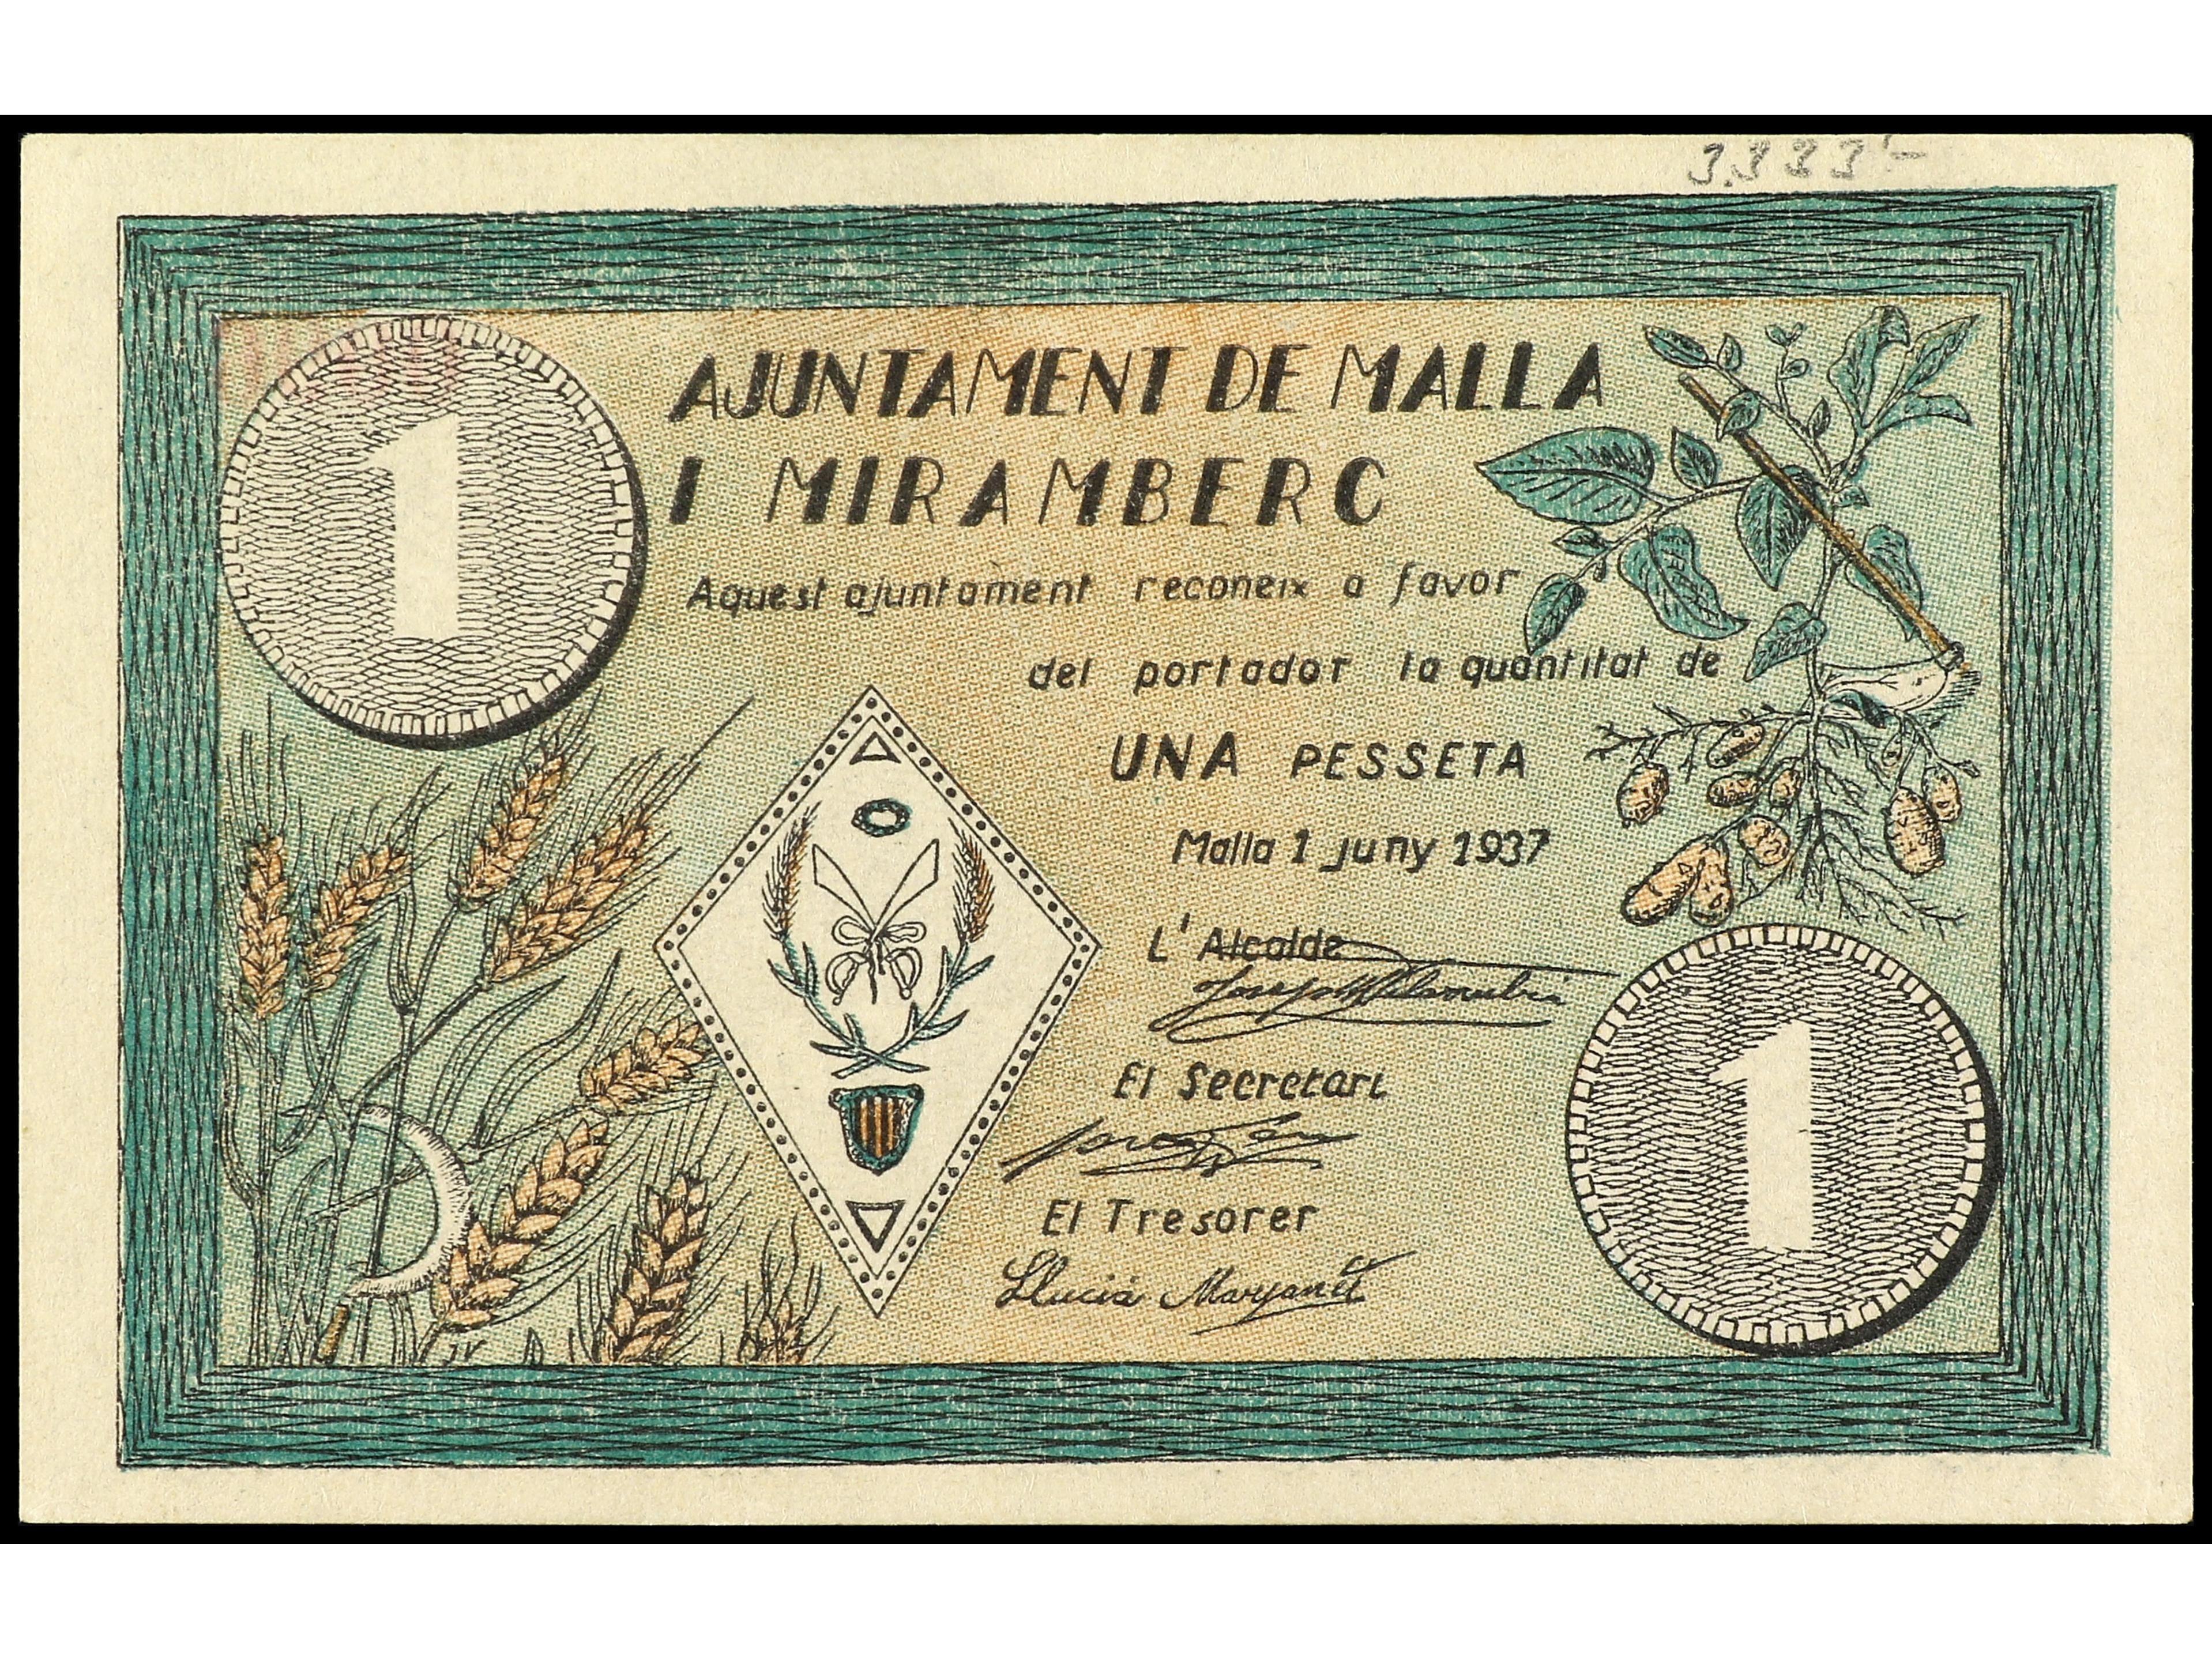 3.333'-
1
AJUNTAMENT DE MALLA
I MIRAMBERC
Aquest ajuntament reconeix a favor
del portador la quantitat de
UNA PESSETA
Malla 1 juny 1937
L'Alcalde
El Secretari
El Tresorer
Llucià Maryanet
1